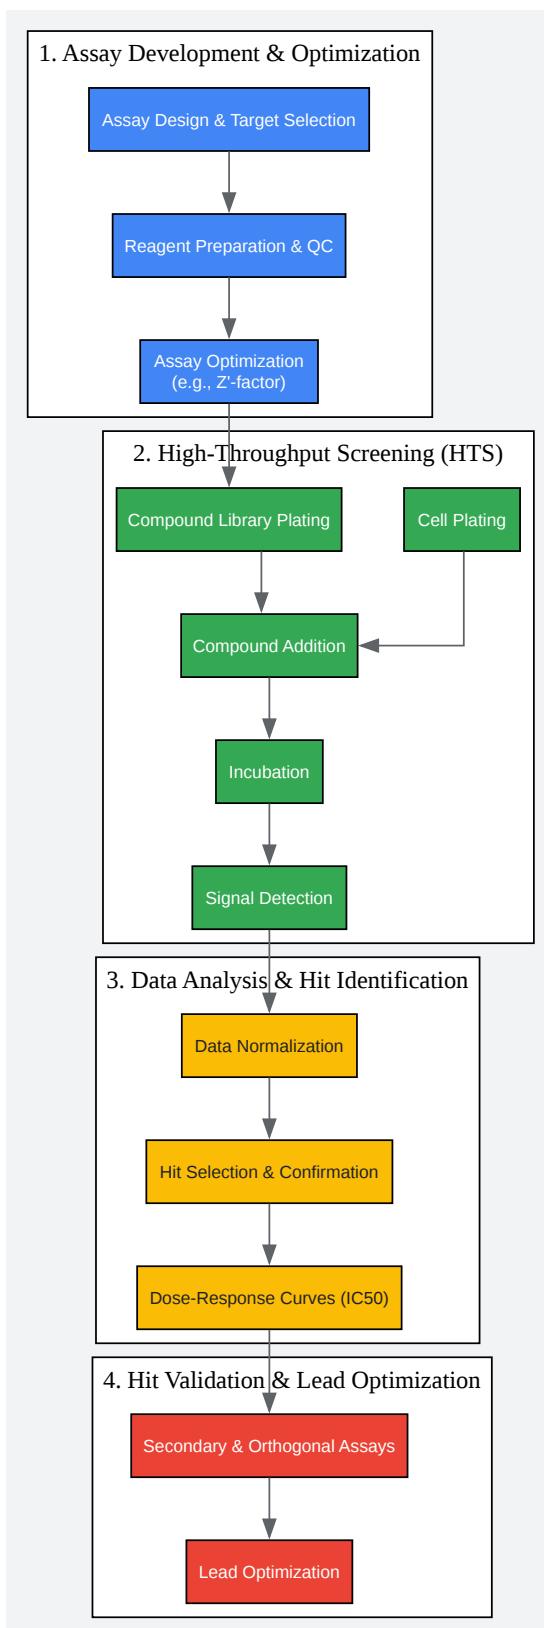 1. Assay Development & Optimization
Assay Design & Target Selection
Reagent Preparation & QC
Assay Optimization
(e.g., Z'-factor)
2. High-Throughput Screening (HTS)
Compound Library Plating
Cell Plating
Compound Addition
Incubation
Signal Detection
3. Data Analysis & Hit Identification
Data Normalization
Hit Selection & Confirmation
Dose-Response Curves (IC50)
4. Hit Validation & Lead Optimization
Secondary & Orthogonal Assays
Lead Optimization